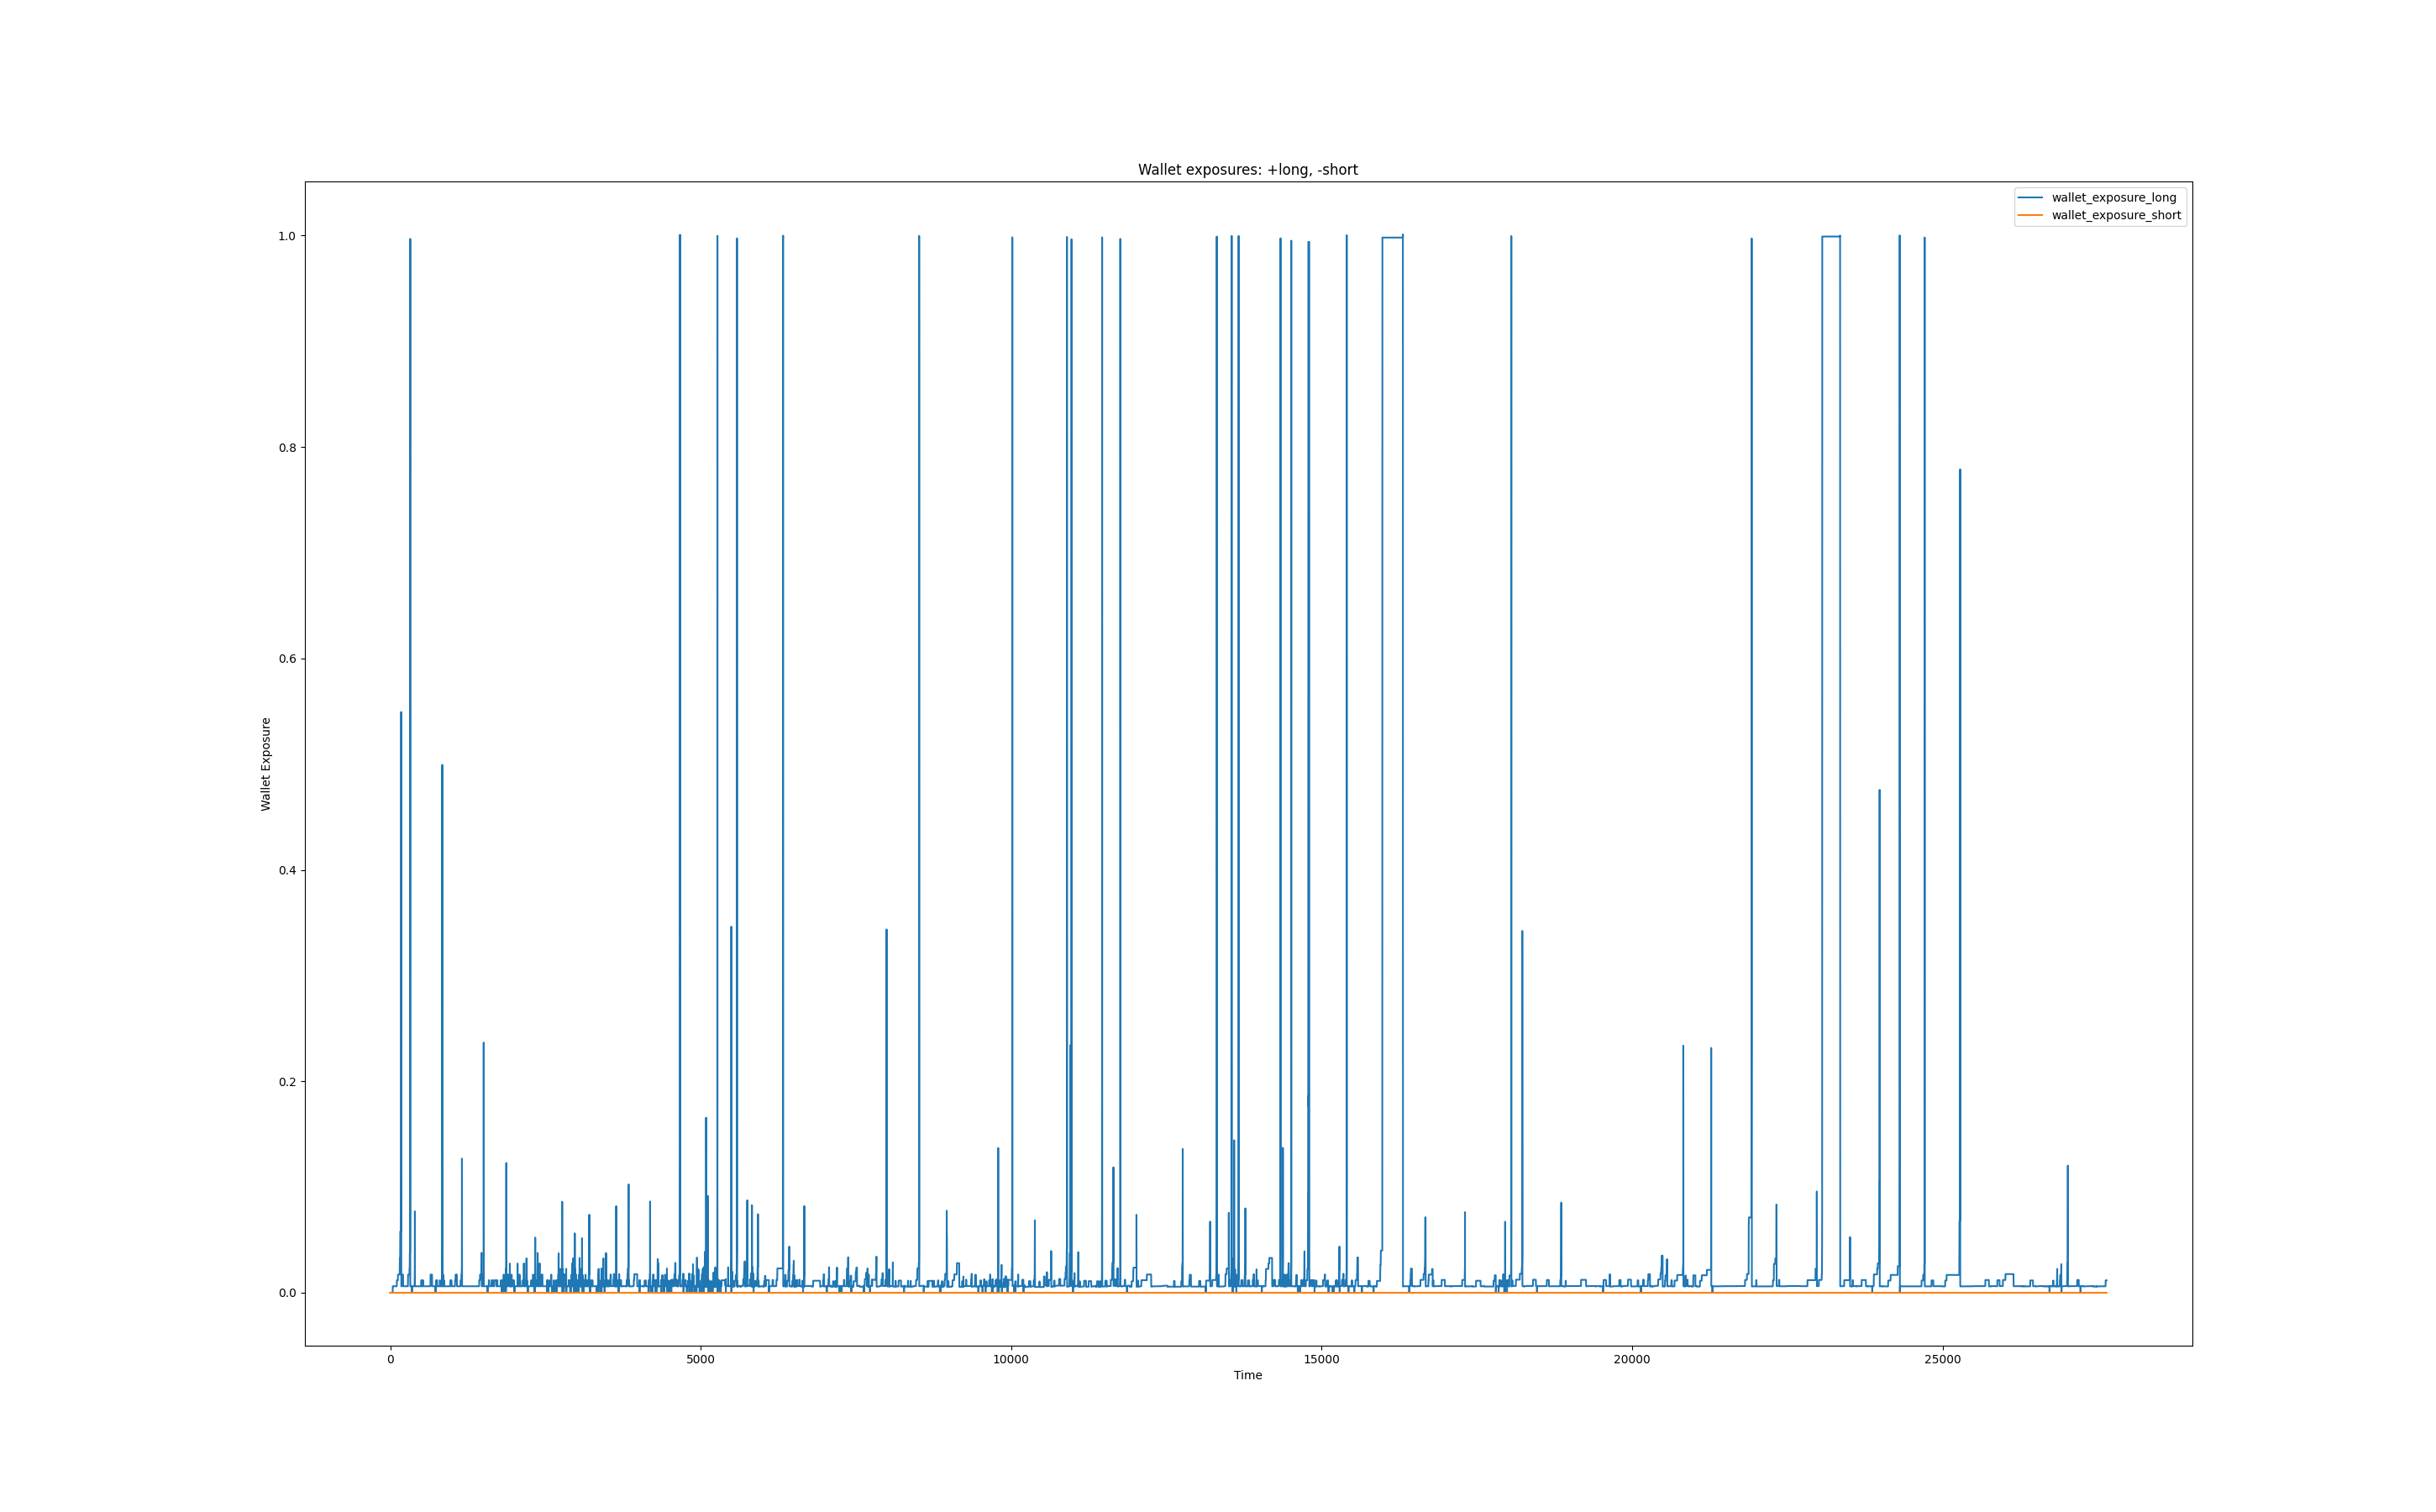 Wallet exposures: +long, -short
wallet_exposure_long
wallet_exposure_short
1.0
0.8
0.6
0.4
0.2
0.0
Wallet Exposure
0 5000 10000 15000 20000 25000
Time